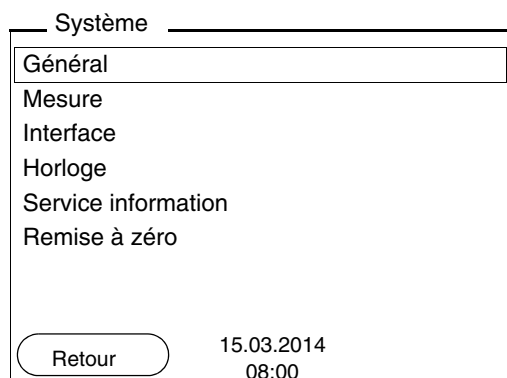 Système
Général
Mesure
Interface
Horloge
Service information
Remise à zéro
Retour
15.03.2014
08:00